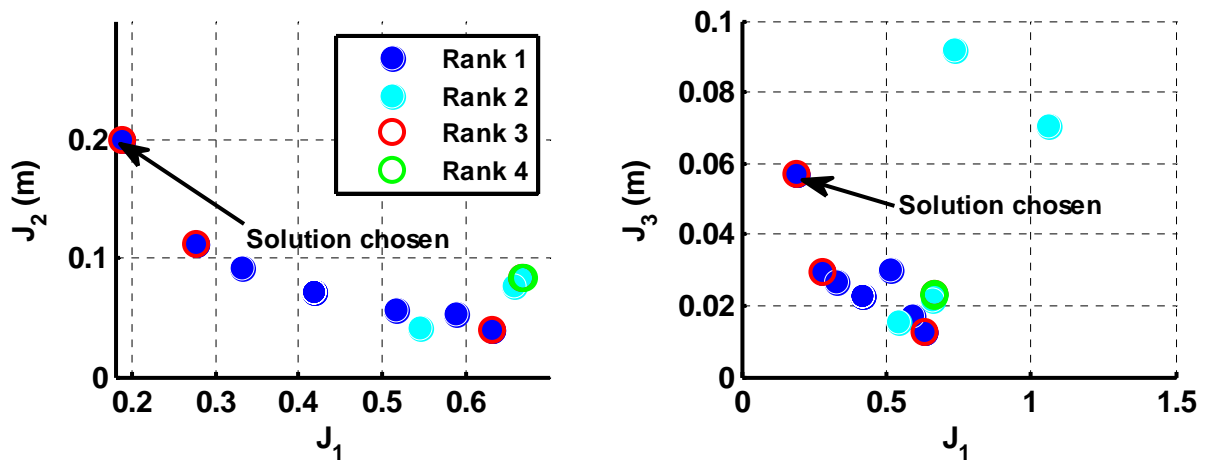 J2 (m)
0.2
0.1
0
Rank 1
Rank 2
Rank 3
Rank 4
Solution chosen
0.2 0.3 0.4 0.5 0.6
J1
J3 (m)
0.1
0.08
0.06
0.04
0.02
0
Solution chosen
0 0.5 1 1.5
J1